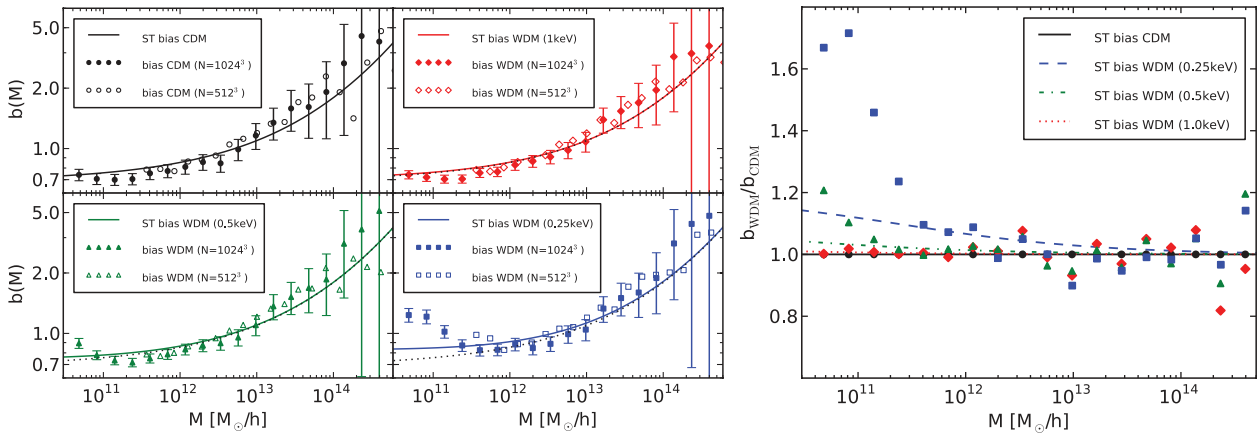 5.0
2.0
1.0
0.7
b(M)
ST bias CDM
bias CDM (N=1024³)
bias CDM (N=512³)
ST bias WDM (1keV)
bias WDM (N=1024³)
bias WDM (N=512³)
5.0
2.0
1.0
0.7
b(M)
ST bias WDM (0,5keV)
bias WDM (N=1024³)
bias WDM (N=512³)
ST bias WDM (0.25keV)
bias WDM (N=1024³)
bias WDM (N=512³)
10¹¹ 10¹² 10¹³ 10¹⁴
M [M☉/h]
10¹¹ 10¹² 10¹³ 10¹⁴
M [M☉/h]
1.6
1.4
1.2
1.0
0.8
b_WDM/b_CDM
ST bias CDM
ST bias WDM (0.25keV)
ST bias WDM (0.5keV)
ST bias WDM (1.0keV)
10¹¹ 10¹² 10¹³ 10¹⁴
M [M☉/h]